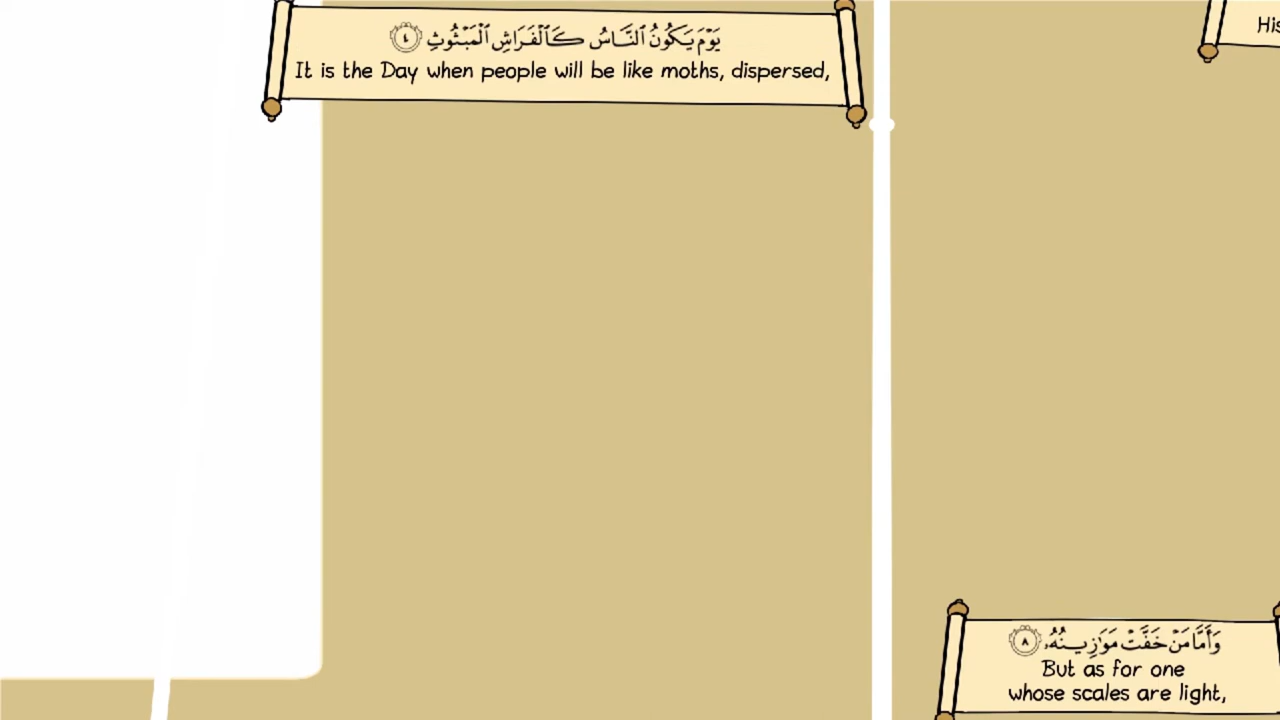 يَوْمَ يَكُونُ ٱلنَّاسُ كَٱلْفَرَاشِ ٱلْمَبْثُوثِ ٤
It is the Day when people will be like moths, dispersed,
His
وَأَمَّا مَنْ خَفَّتْ مَوَٰزِينُهُۥ ٨
But as for one
whose scales are light,